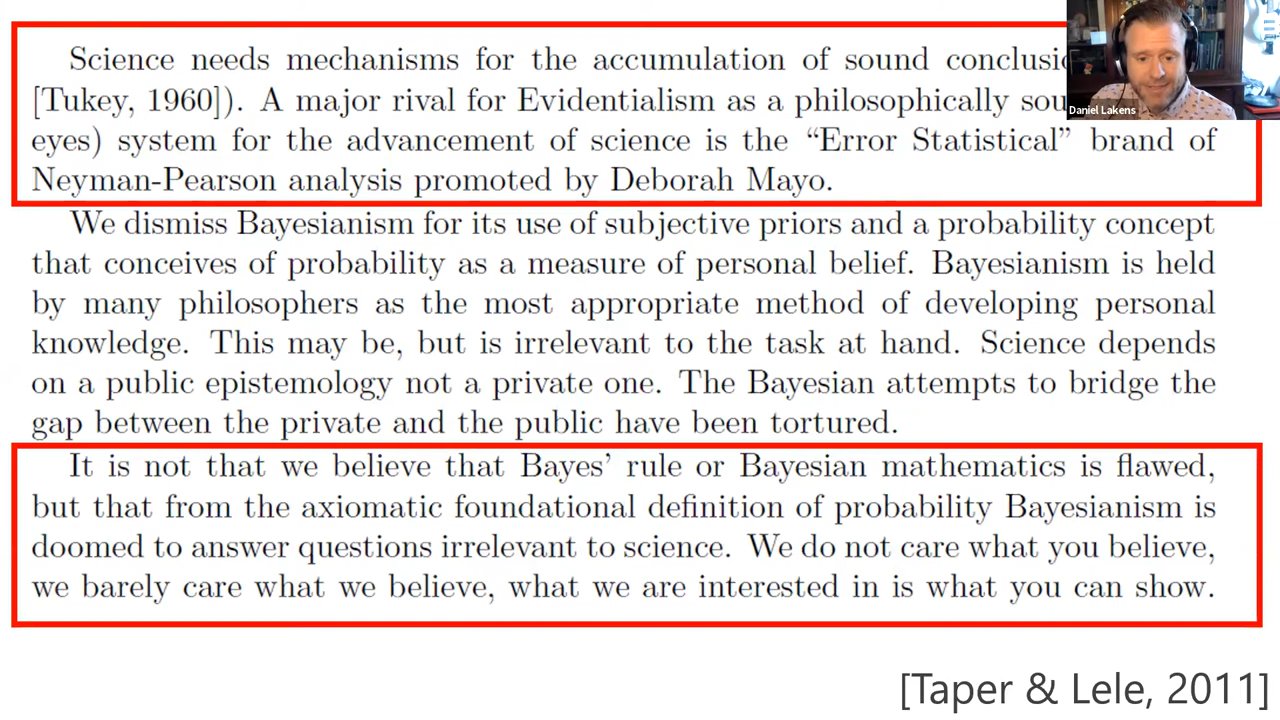 Science needs mechanisms for the accumulation of sound
[Tukey, 1960]). A major rival for Evidentialism as a philosophically
eyes) system for the advancement of science is the “Error Statistical” brand of
Neyman-Pearson analysis promoted by Deborah Mayo.
Daniel Lakens
We dismiss Bayesianism for its use of subjective priors and a probability concept
that conceives of probability as a measure of personal belief. Bayesianism is held
by many philosophers as the most appropriate method of developing personal
knowledge. This may be, but is irrelevant to the task at hand. Science depends
on a public epistemology not a private one. The Bayesian attempts to bridge the
gap between the private and the public have been tortured.
It is not that we believe that Bayes’ rule or Bayesian mathematics is flawed,
but that from the axiomatic foundational definition of probability Bayesianism is
doomed to answer questions irrelevant to science. We do not care what you believe,
we barely care what we believe, what we are interested in is what you can show.
[Taper & Lele, 2011]